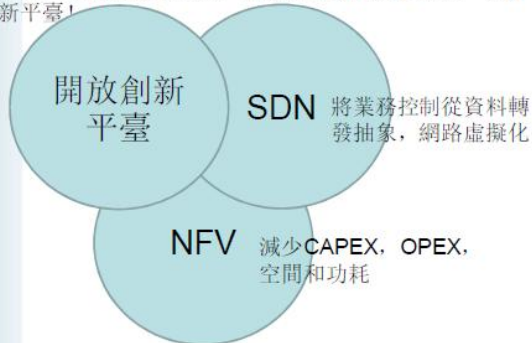 新平臺!
開放創新
平臺
SDN 將業務控制從資料轉
發抽象，網路虛擬化
NFV 減少CAPEX，OPEX，
空間和功耗